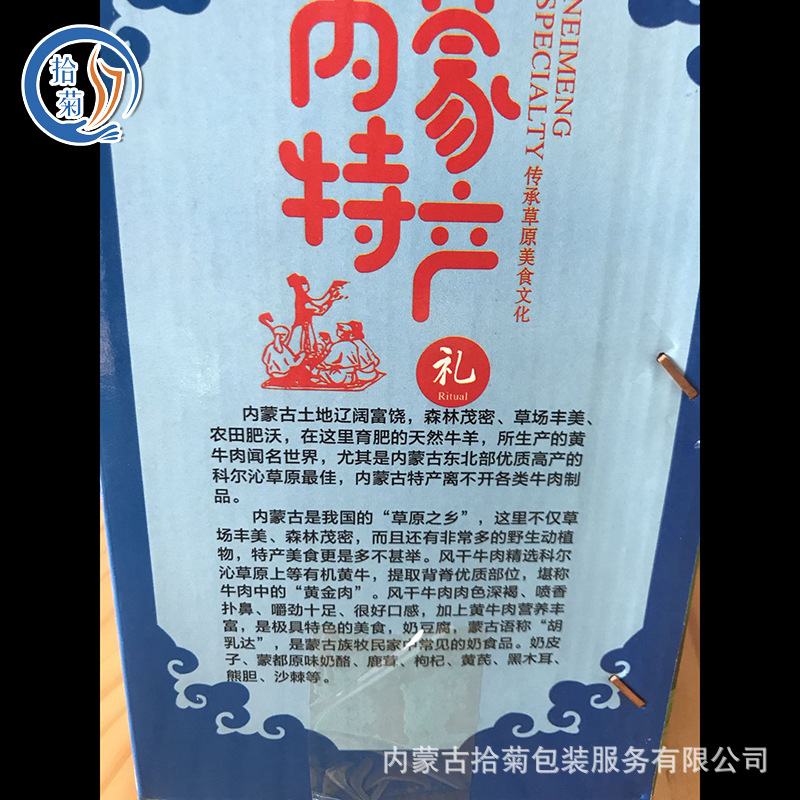 拾菊
内蒙
特产
NEIMENG
SPECIALTY 传承草原美食文化
礼
Ritual
内蒙古土地辽阔富饶，森林茂密、草场丰美、
农田肥沃，在这里育肥的天然牛羊，所生产的黄
牛肉闻名世界，尤其是内蒙古东北部优质高产的
科尔沁草原最佳，内蒙古特产离不开各类牛肉制
品。
内蒙古是我国的“草原之乡”，这里不仅草
场丰美、森林茂密，而且还有非常多的野生动植
物，特产美食更是多不甚举。风干牛肉精选科尔
沁草原上等有机黄牛，提取背脊优质部位，堪称
牛肉中的“黄金肉”。风干牛肉肉色深褐、喷香
扑鼻、嚼劲十足、很好口感，加上黄牛肉营养丰
富，是极具特色的美食，奶豆腐，蒙古语称“胡
乳达”，是蒙古族牧民家中常见的奶食品。奶皮
子、蒙都原味奶酪、鹿茸、枸杞、黄芪、黑木耳、
熊胆、沙棘等。
内蒙古拾菊包装服务有限公司